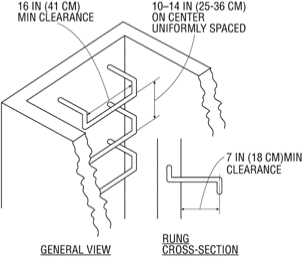 16 IN (41 CM)
MIN CLEARANCE
10–14 IN (25-36 CM)
ON CENTER
UNIFORMLY SPACED
7 IN (18 CM)MIN
CLEARANCE
GENERAL VIEW
RUNG
CROSS-SECTION